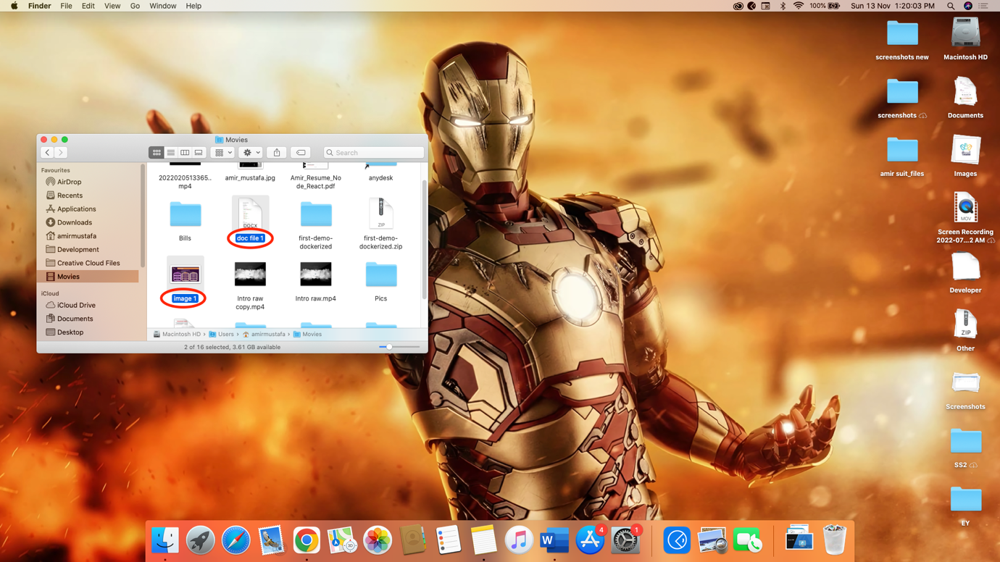 Finder File Edit View Go Window Help
100% Sun 13 Nov 1:20:03 PM
screenshots new
Macintosh HD
screenshots
Documents
amir suit_files
Images
MOV
Screen Recording
2022-07...2 AM
Developer
ZIP
Other
Screenshots
SS2
EY
Movies
Search
Favourites
AirDrop
Recents
Applications
Downloads
amirmustafa
Development
Creative Cloud Files
Movies
iCloud
iCloud Drive
Documents
Desktop
2022020513365..
mp4
amir_mustafa.jpg
Amir_Resume_No
de_React.pdf
anydesk
Bills
DOCX
doc file 1
first-demo-
dockerized
ZIP
first-demo-
dockerized.zip
image 1
Intro raw
copy.mp4
Intro raw.mp4
Pics
Macintosh HD › Users › amirmustafa › Movies
2 of 16 selected, 3.61 GB available
3D
W
4
1